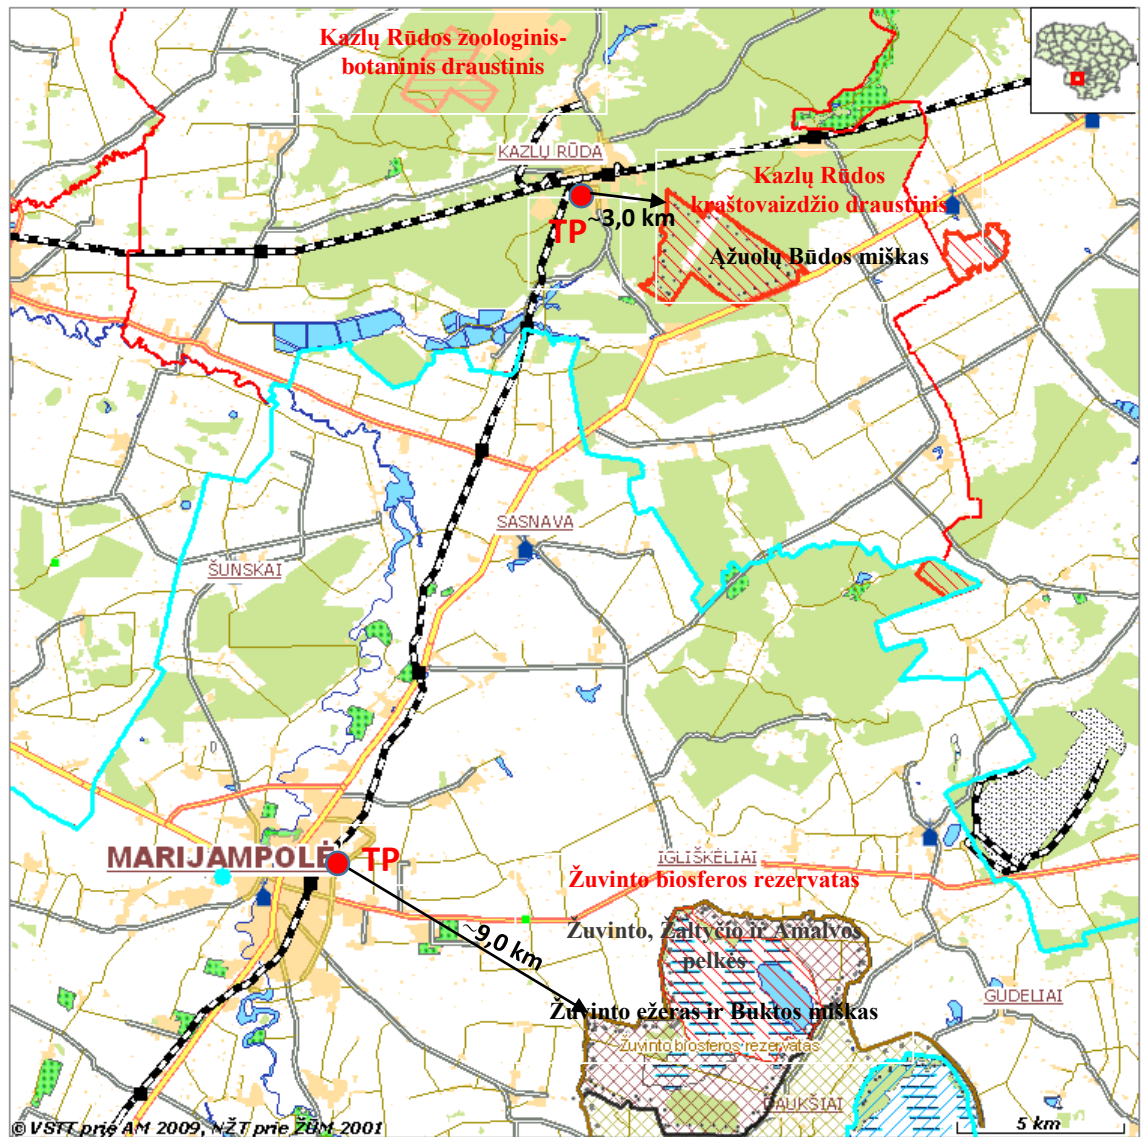 Kazlų Rūdos zoologinis-
botaninis draustinis
KAZLŲ RŪDA
Kazlų Rūdos
kraštovaizdžio draustinis
TP
~3,0 km
Ąžuolų Būdos miškas
SASNAVA
ŠUNSKAI
MARIJAMPOLĖ
TP
IGLIŠKĖLIAI
Žuvinto biosferos rezervatas
~9,0 km
Žuvinto, Žaltyčio ir Amalvos
pelkės
GUDELIAI
Žuvinto ežeras ir Buktos miškas
Žuvinto biosferos rezervatas
AUKŠIAI
5 km
© VSTT prie AM 2009, NŽT prie ŽŪM 2001